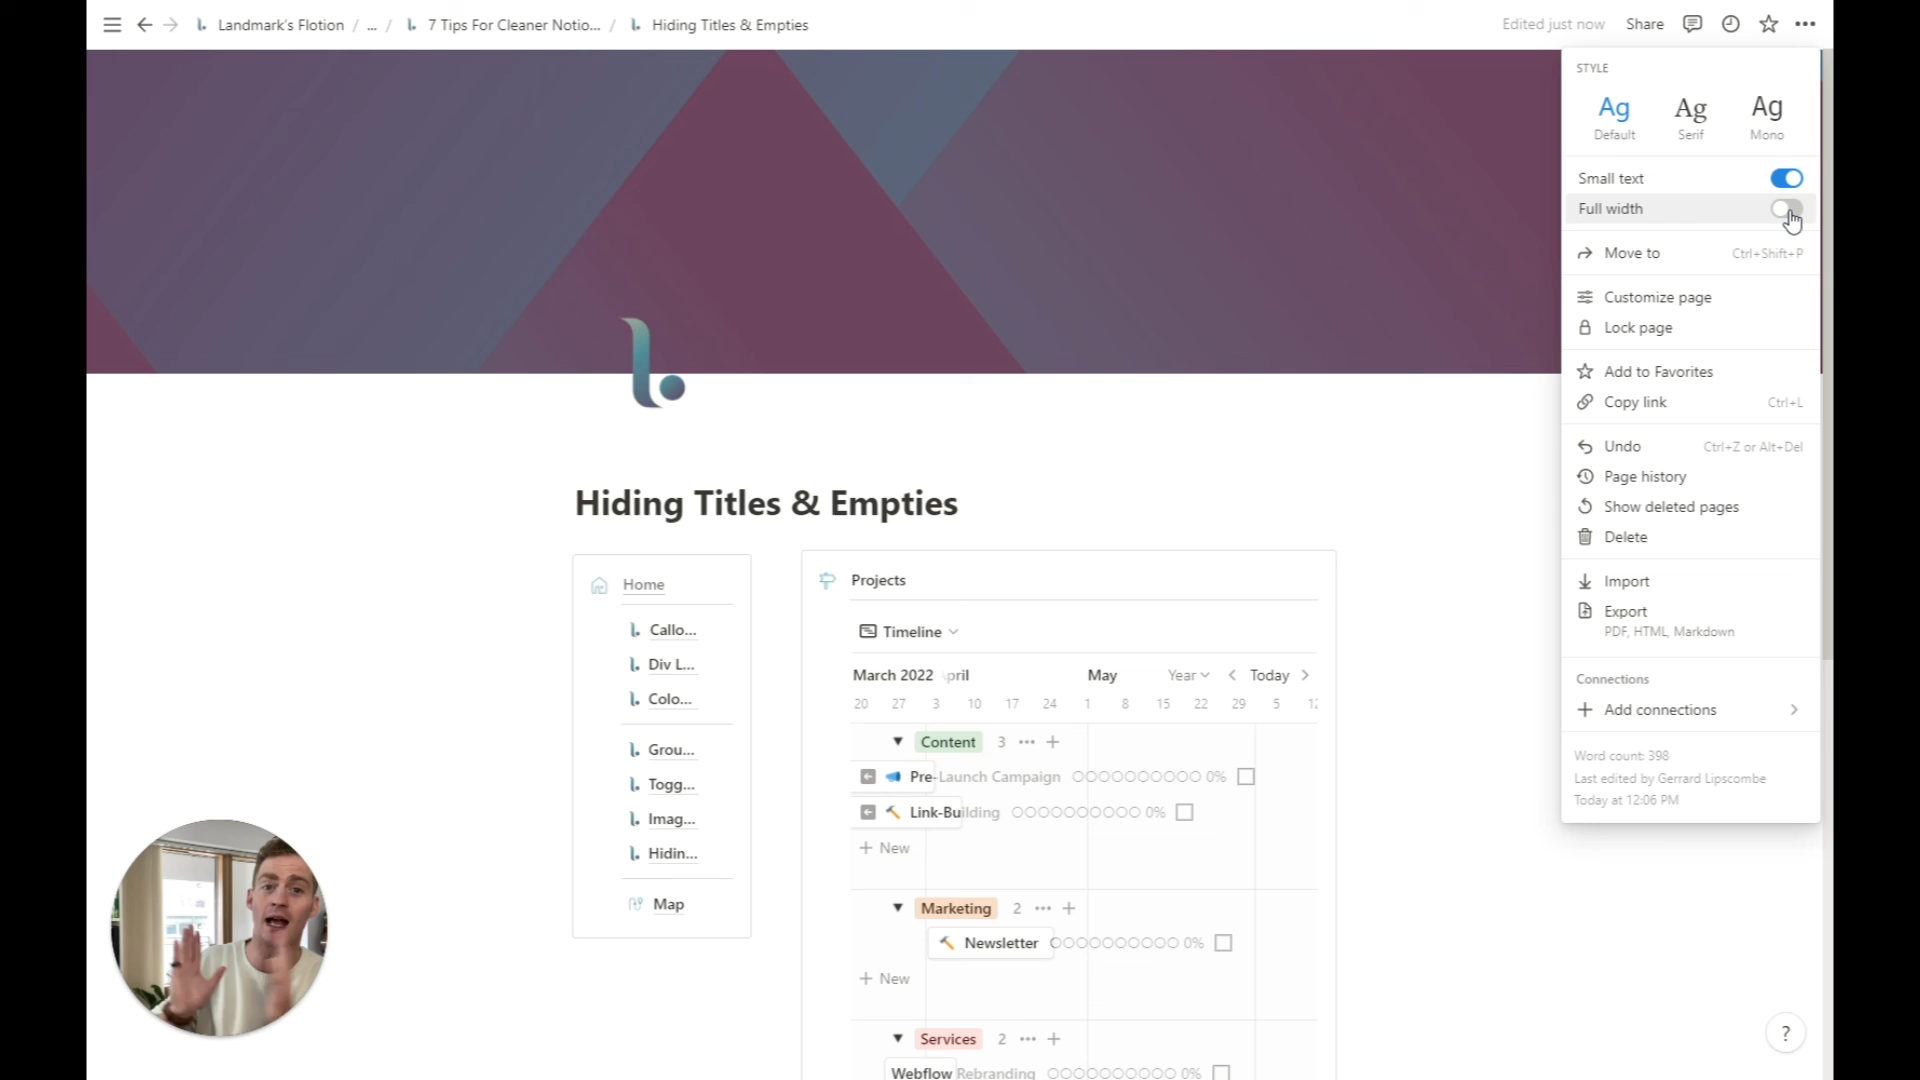 Landmark's Flotion / ... / 7 Tips For Cleaner Notio... / Hiding Titles & Empties
Edited just now Share
STYLE
Ag Ag Ag
Default Serif Mono
Small text
Full width
Move to Ctrl+Shift+P
Customize page
Lock page
Add to Favorites
Copy link Ctrl+L
Undo Ctrl+Z or Alt+Del
Page history
Show deleted pages
Delete
Import
Export
PDF, HTML, Markdown
Connections
Add connections
Word count: 398
Last edited by Gerrard Lipscombe
Today at 12:06 PM
Hiding Titles & Empties
Home
Callo...
Div L...
Colo...
Grou...
Togg...
Imag...
Hidin...
Map
Projects
Timeline
March 2022 pril May Year Today
20 27 3 10 17 24 1 8 15 22 29 5 12
Content 3
Pre-Launch Campaign 0%
Link-Building 0%
+ New
Marketing 2
Newsletter 0%
+ New
Services 2
Webflow Rebranding 0%
?